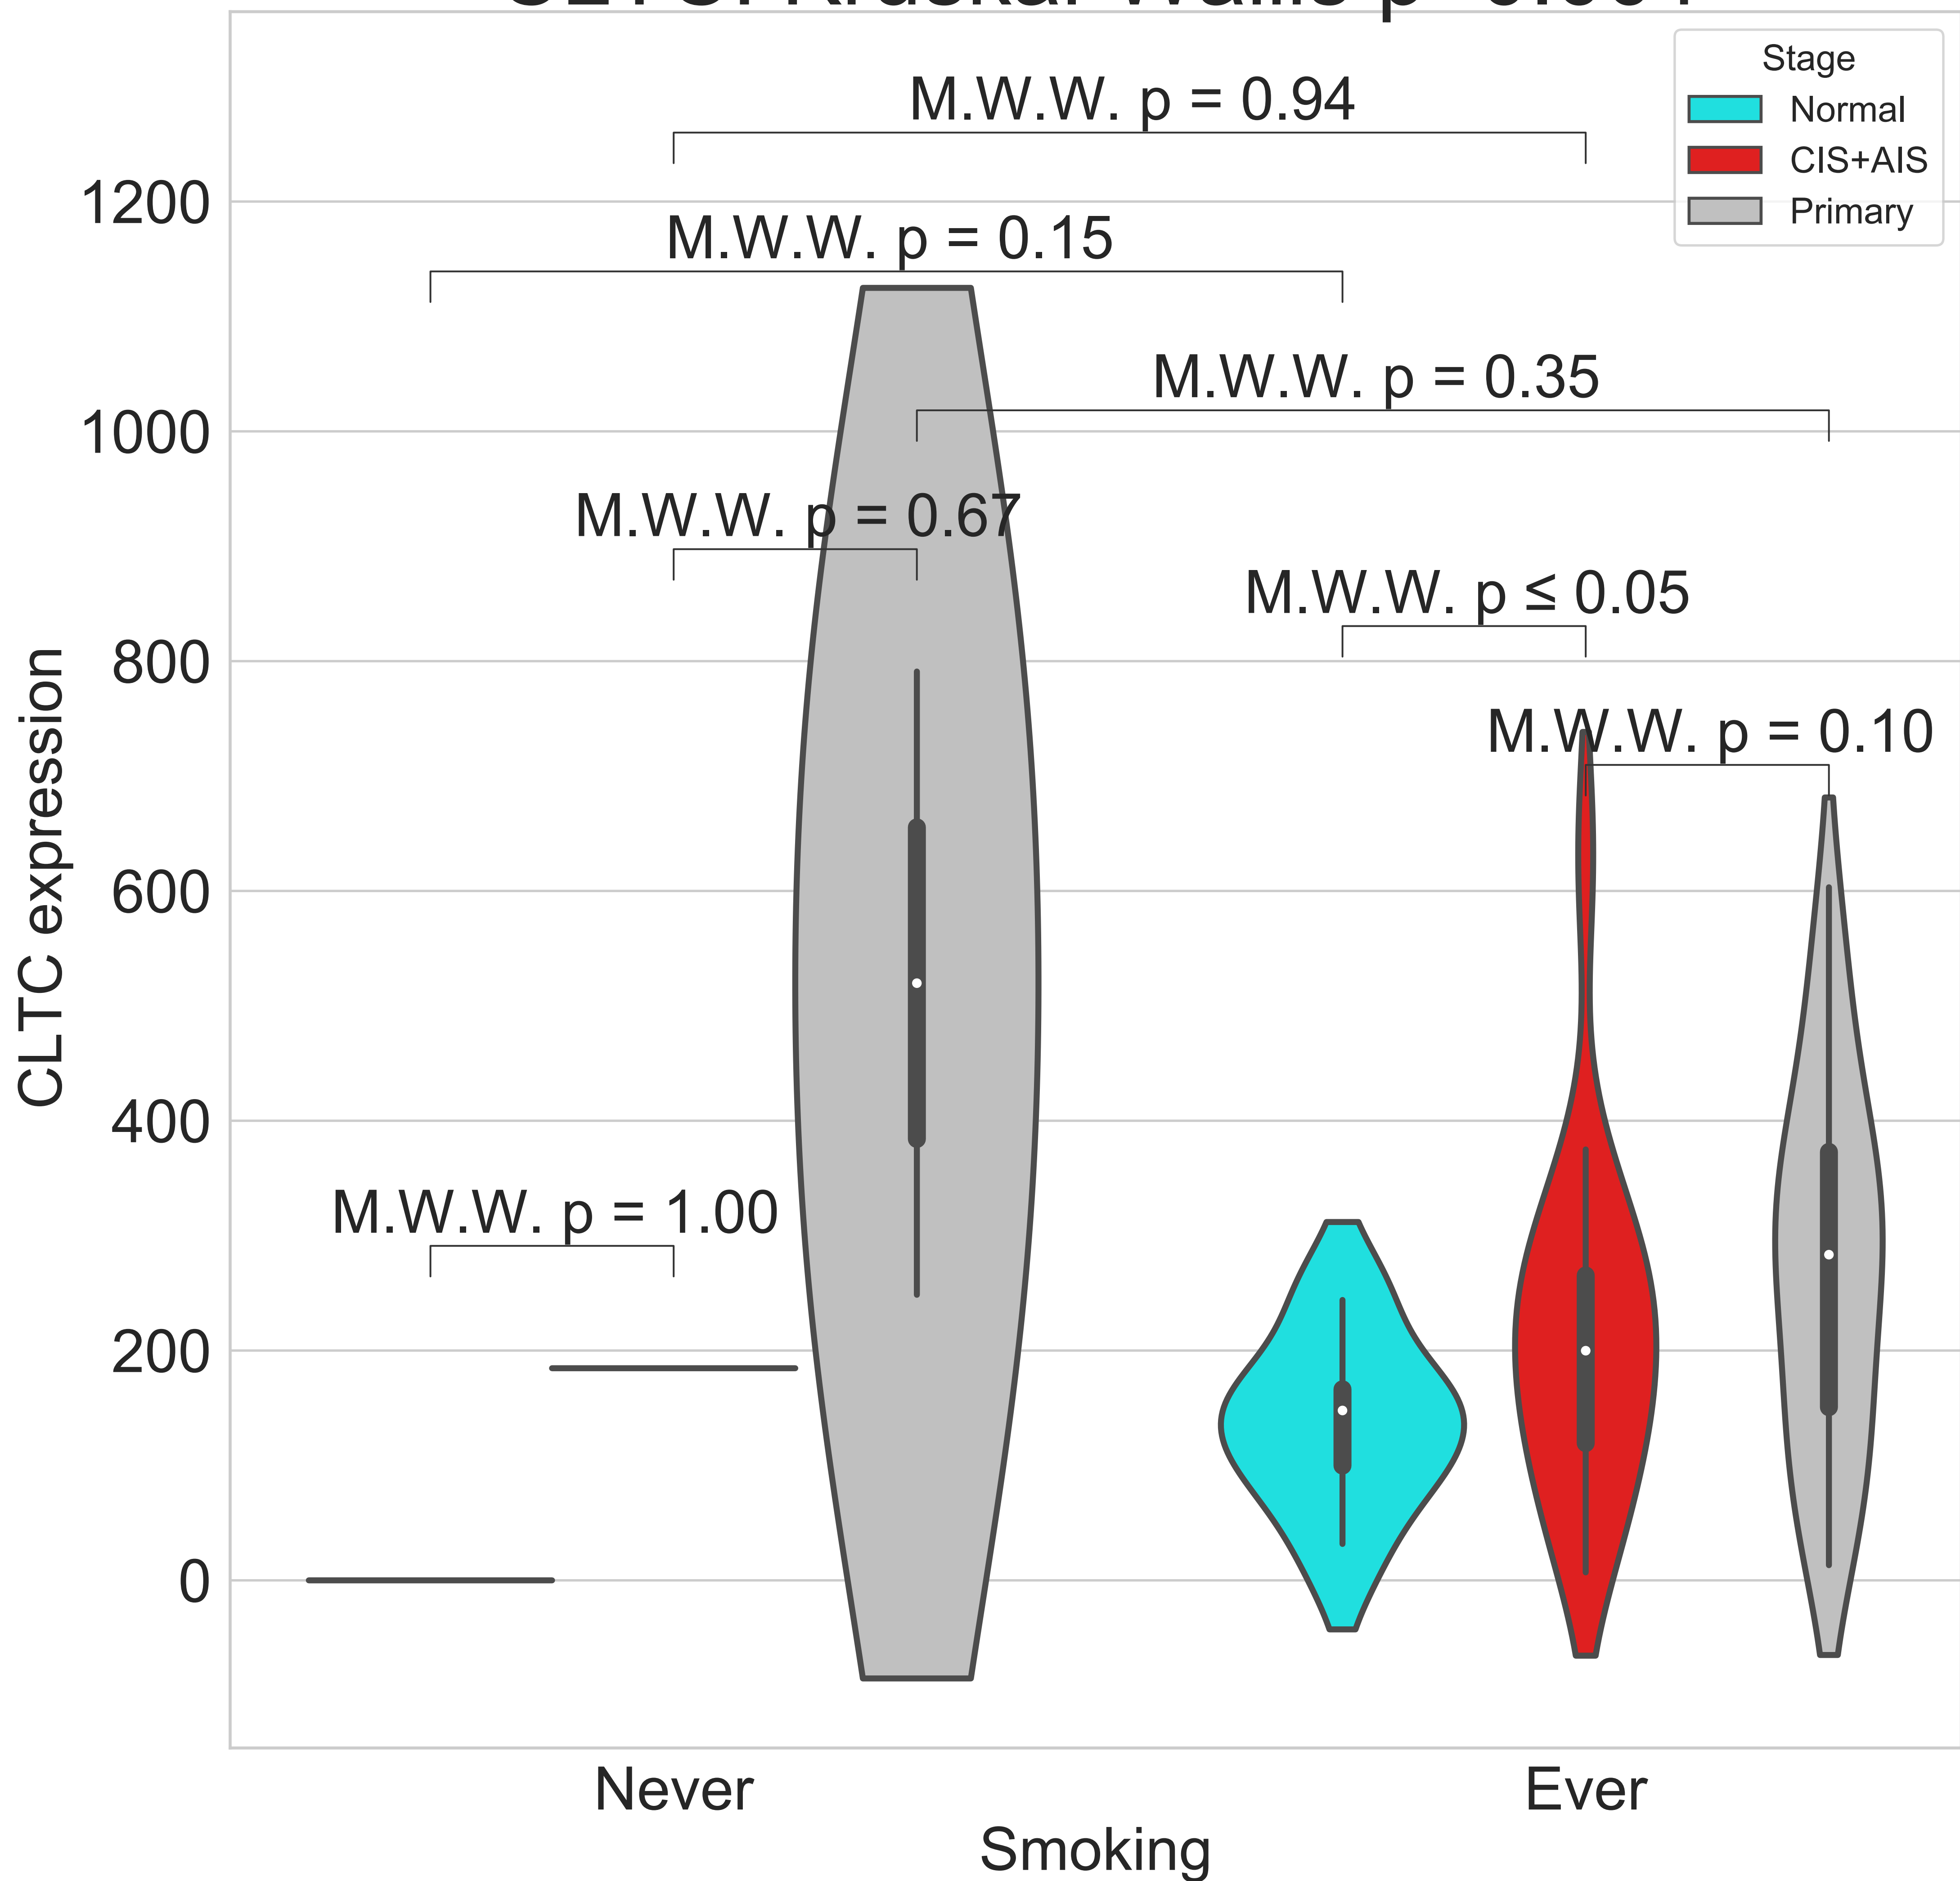 Stage
Normal
CIS+AIS
Primary
M.W.W. p = 0.94
M.W.W. p = 0.15
M.W.W. p = 0.35
M.W.W. p = 0.67
M.W.W. p ≤ 0.05
M.W.W. p = 0.10
M.W.W. p = 1.00
1200
1000
800
600
400
200
0
CLTC expression
Never
Ever
Smoking